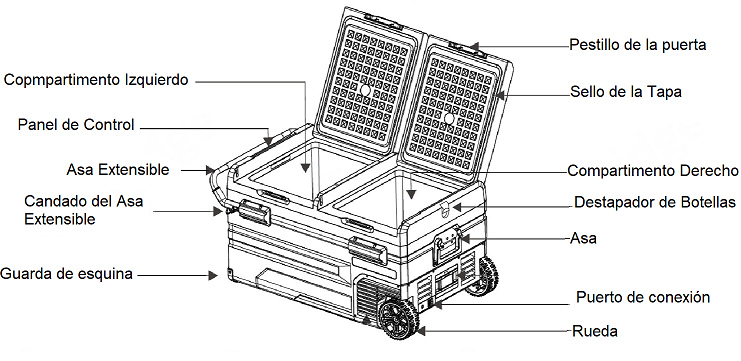 Pestillo de la puerta
Copmpartimento Izquierdo
Sello de la Tapa
Panel de Control
Asa Extensible
Compartimento Derecho
Candado del Asa
Extensible
Destapador de Botellas
Asa
Guarda de esquina
Puerto de conexión
Rueda